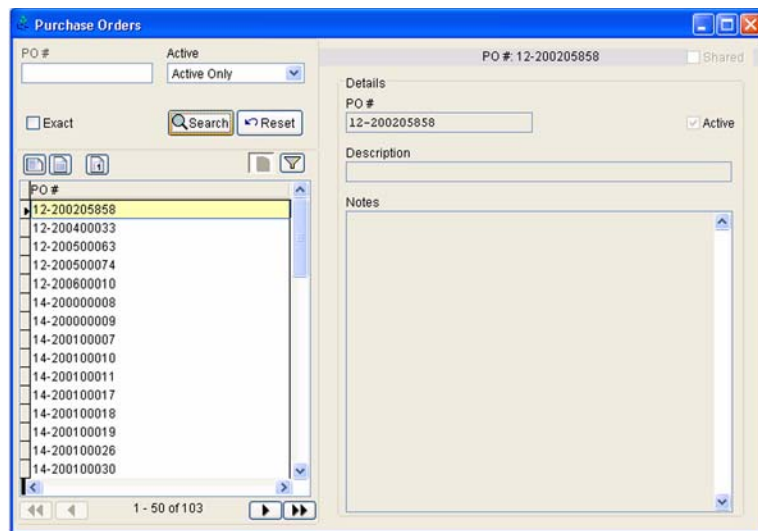 Purchase Orders
PO #
Active
Active Only
Exact
Search
Reset
PO #
12-200205858
12-200400033
12-200500063
12-200500074
12-200600010
14-200000008
14-200000009
14-200100007
14-200100010
14-200100011
14-200100017
14-200100018
14-200100019
14-200100026
14-200100030
1 - 50 of 103
PO #: 12-200205858
Shared
Details
PO #
12-200205858
Active
Description
Notes